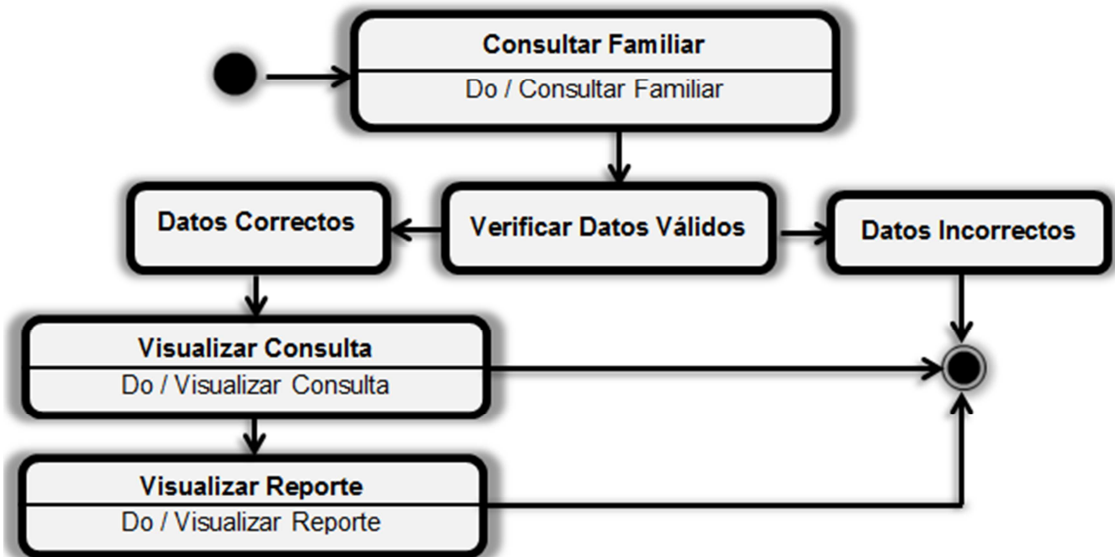 Consultar Familiar
Do / Consultar Familiar
Datos Correctos
Verificar Datos Válidos
Datos Incorrectos
Visualizar Consulta
Do / Visualizar Consulta
Visualizar Reporte
Do / Visualizar Reporte